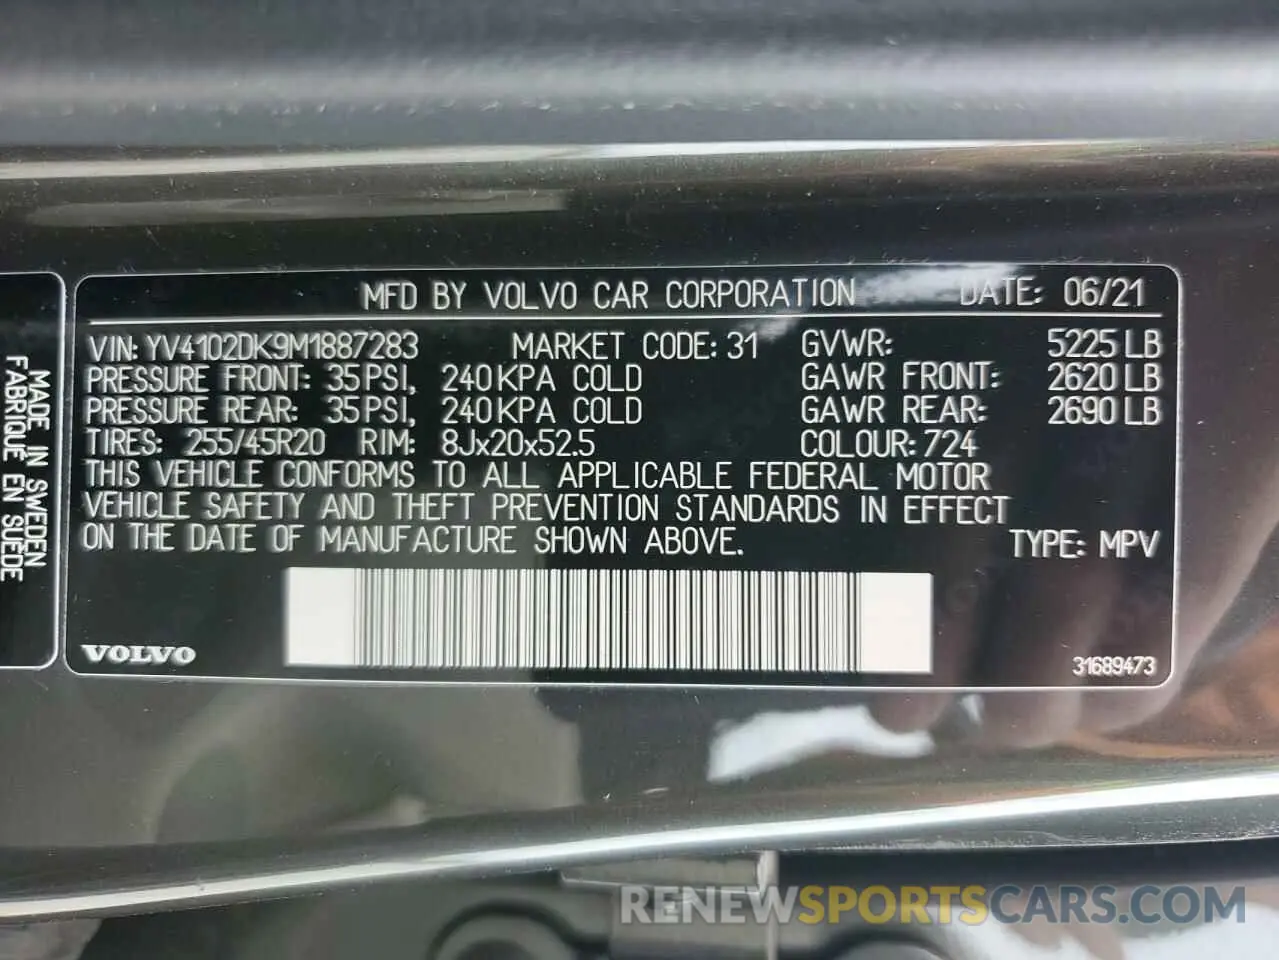 MFD BY VOLVO CAR CORPORATION DATE: 06/21
VIN: YV4102DK9M1887283 MARKET CODE: 31 GVWR: 5225 LB
PRESSURE FRONT: 35 PSI, 240 KPA COLD GAWR FRONT: 2620 LB
PRESSURE REAR: 35 PSI, 240 KPA COLD GAWR REAR: 2690 LB
TIRES: 255/45R20 RIM: 8Jx20x52.5 COLOUR: 724
THIS VEHICLE CONFORMS TO ALL APPLICABLE FEDERAL MOTOR
VEHICLE SAFETY AND THEFT PREVENTION STANDARDS IN EFFECT
ON THE DATE OF MANUFACTURE SHOWN ABOVE. TYPE: MPV
VOLVO 31689473
MADE IN SWEDEN
FABRIQUÉ EN SUÈDE
RENEWSPORTSCARS.COM